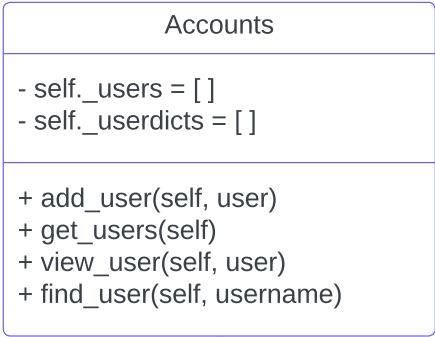 Accounts
- self._users = [ ]
- self._userdicts = [ ]
+ add_user(self, user)
+ get_users(self)
+ view_user(self, user)
+ find_user(self, username)